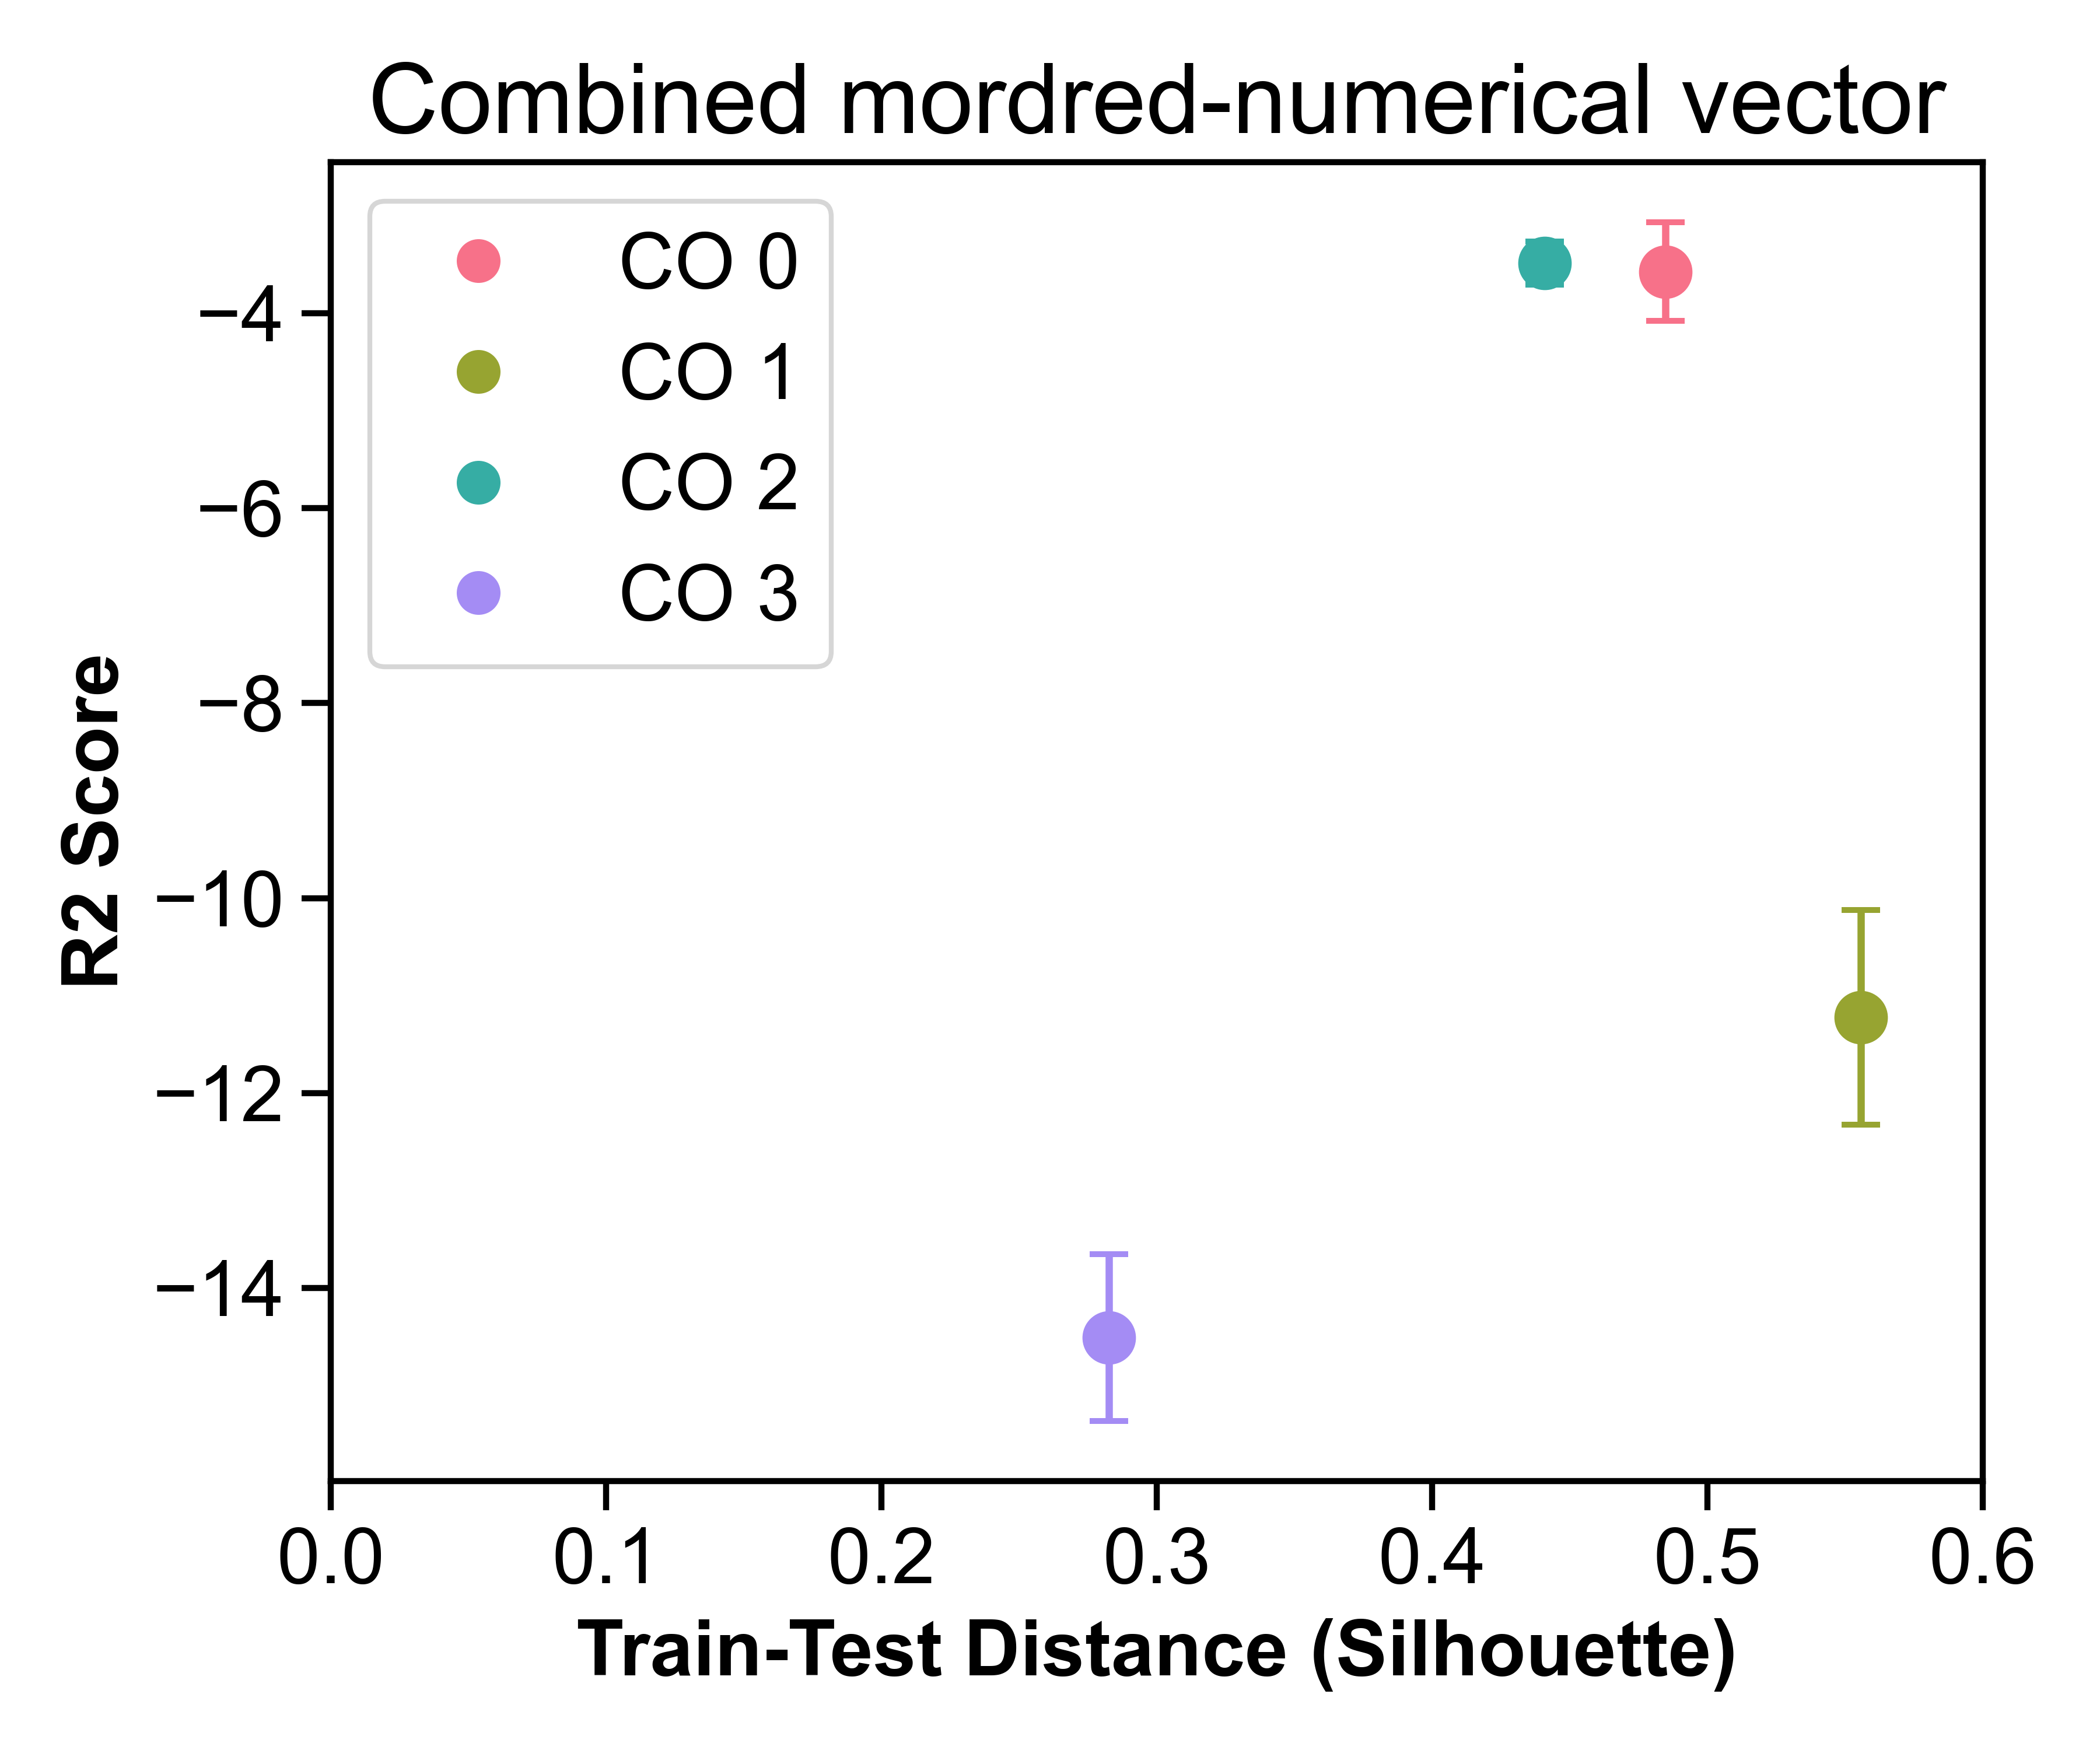 Combined mordred-numerical vector
CO 0
CO 1
CO 2
CO 3
R2 Score
−4
−6
−8
−10
−12
−14
0.0 0.1 0.2 0.3 0.4 0.5 0.6
Train-Test Distance (Silhouette)